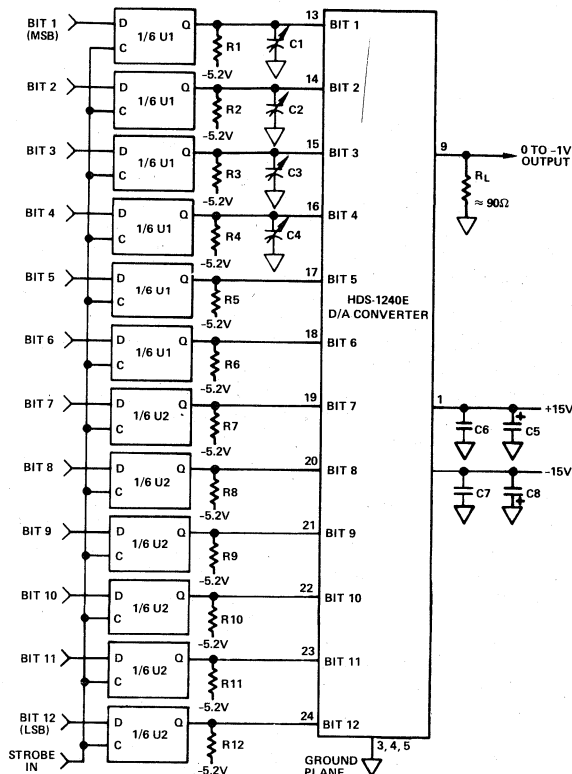 BIT 1
(MSB)
D Q
1/6 U1
C
R1
-5.2V
C1
13
BIT 1
BIT 2
D Q
1/6 U1
C
R2
-5.2V
C2
14
BIT 2
BIT 3
D Q
1/6 U1
C
R3
-5.2V
C3
15
BIT 3
BIT 4
D Q
1/6 U1
C
R4
-5.2V
C4
16
BIT 4
BIT 5
D Q
1/6 U1
C
R5
-5.2V
17
BIT 5
BIT 6
D Q
1/6 U1
C
R6
-5.2V
18
BIT 6
BIT 7
D Q
1/6 U2
C
R7
-5.2V
19
BIT 7
BIT 8
D Q
1/6 U2
C
R8
-5.2V
20
BIT 8
BIT 9
D Q
1/6 U2
C
R9
-5.2V
21
BIT 9
BIT 10
D Q
1/6 U2
C
R10
-5.2V
22
BIT 10
BIT 11
D Q
1/6 U2
C
R11
-5.2V
23
BIT 11
BIT 12
(LSB)
D Q
1/6 U2
C
R12
-5.2V
24
BIT 12
STROBE
IN
HDS-1240E
D/A CONVERTER
9
0 TO -1V
OUTPUT
RL
≈ 90Ω
1
+15V
C6
C5
+
-15V
C7
C8
+
3, 4, 5
GROUND
PLANE